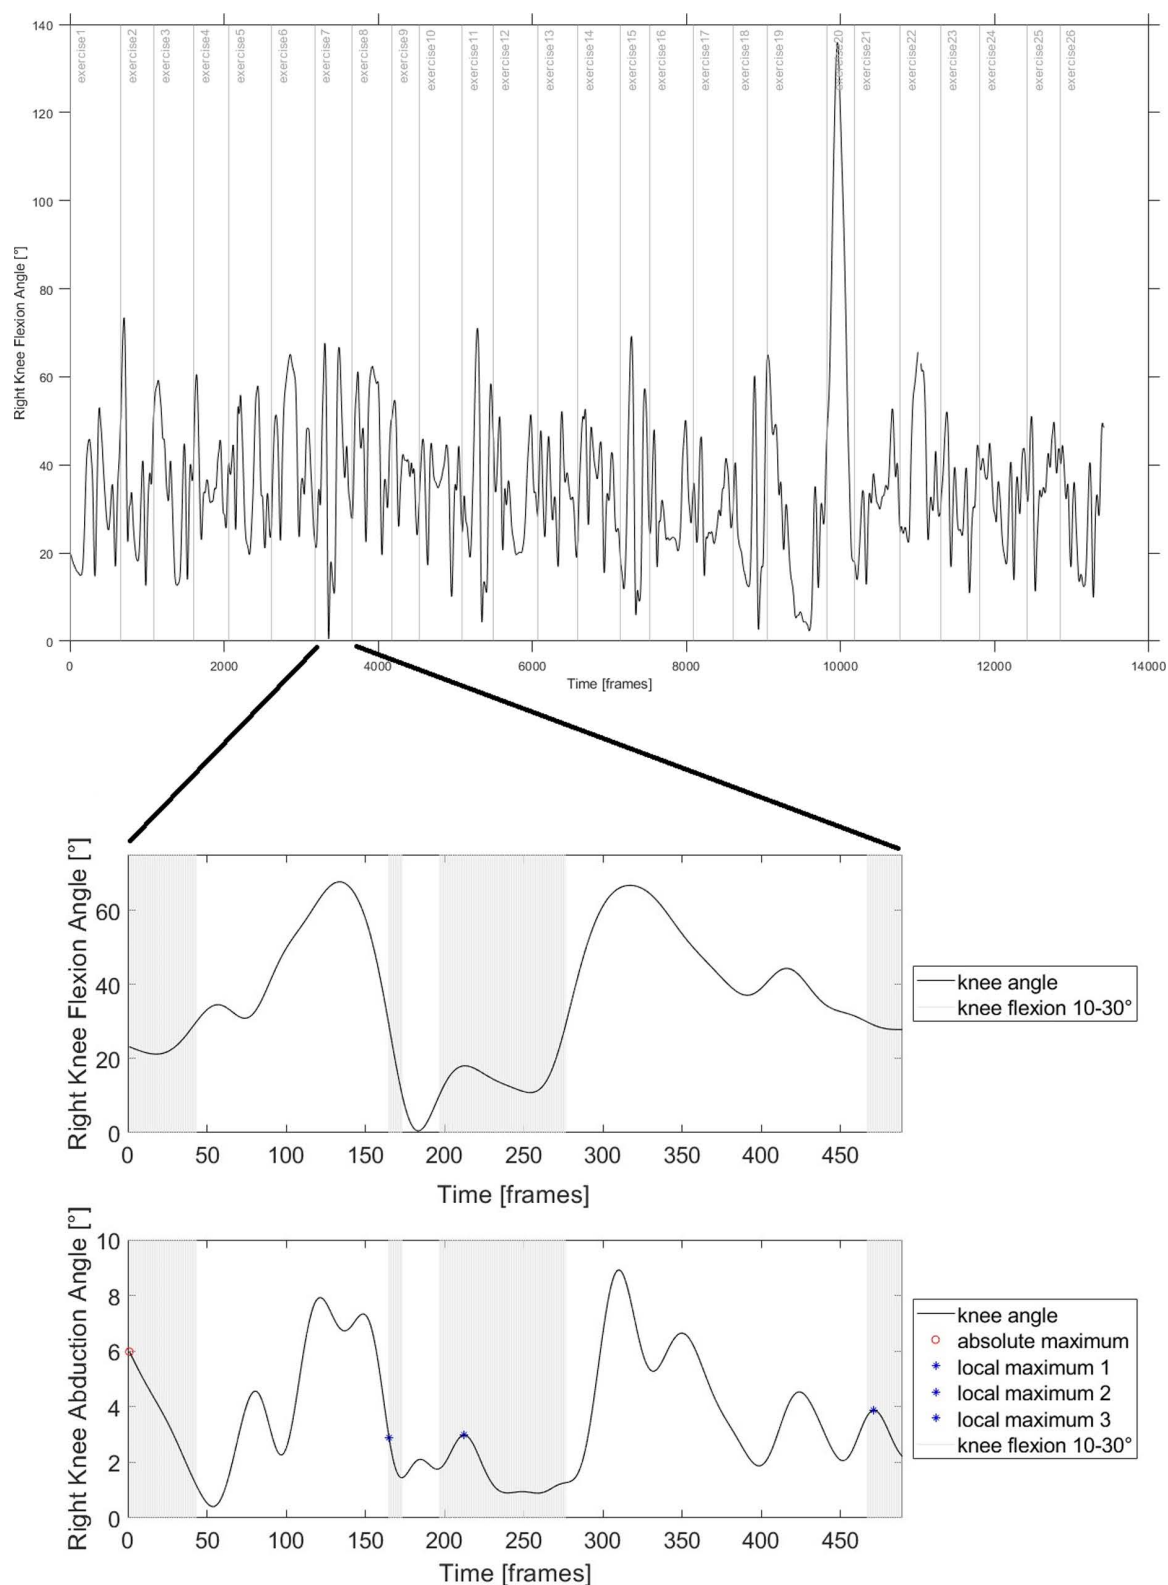 140
120
100
80
60
40
20
0
Right Knee Flexion Angle [°]
exercise1
exercise2
exercise3
exercise4
exercise5
exercise6
exercise7
exercise8
exercise9
exercise10
exercise11
exercise12
exercise13
exercise14
exercise15
exercise16
exercise17
exercise18
exercise19
exercise20
exercise21
exercise22
exercise23
exercise24
exercise25
exercise26
0 2000 4000 6000 8000 10000 12000 14000
Time [frames]
Right Knee Flexion Angle [°]
60
40
20
0
0 50 100 150 200 250 300 350 400 450
Time [frames]
knee angle
knee flexion 10-30°
Right Knee Abduction Angle [°]
10
8
6
4
2
0
0 50 100 150 200 250 300 350 400 450
Time [frames]
knee angle
absolute maximum
local maximum 1
local maximum 2
local maximum 3
knee flexion 10-30°